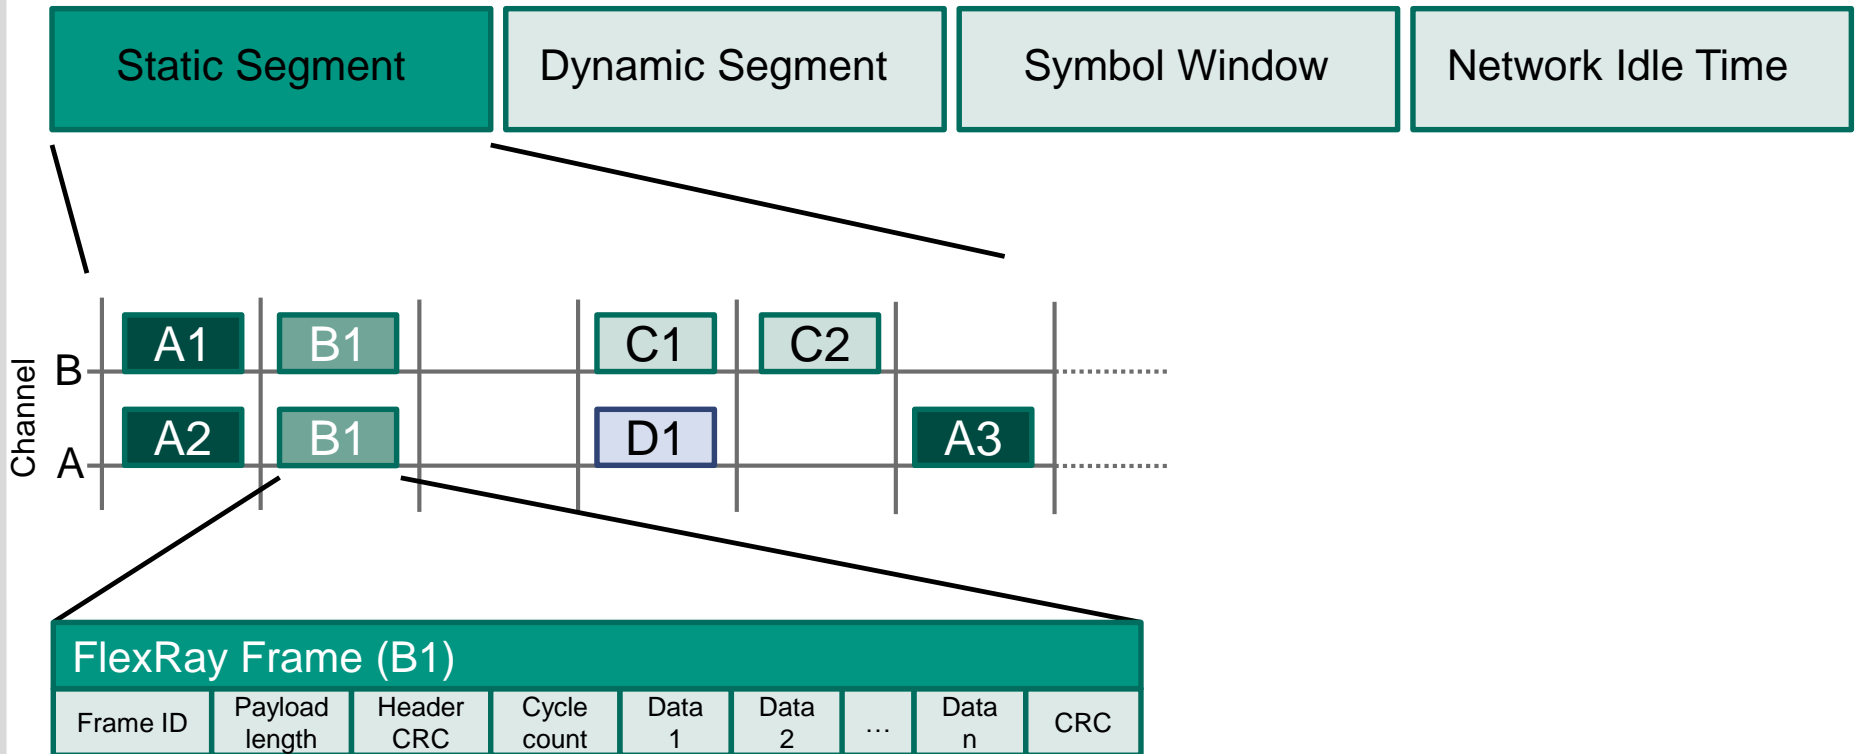 Static Segment
Dynamic Segment
Symbol Window
Network Idle Time
Channel
B
A1
B1
C1
C2
A
A2
B1
D1
A3
FlexRay Frame (B1)
Frame ID
Payload
length
Header
CRC
Cycle
count
Data
1
Data
2
...
Data
n
CRC